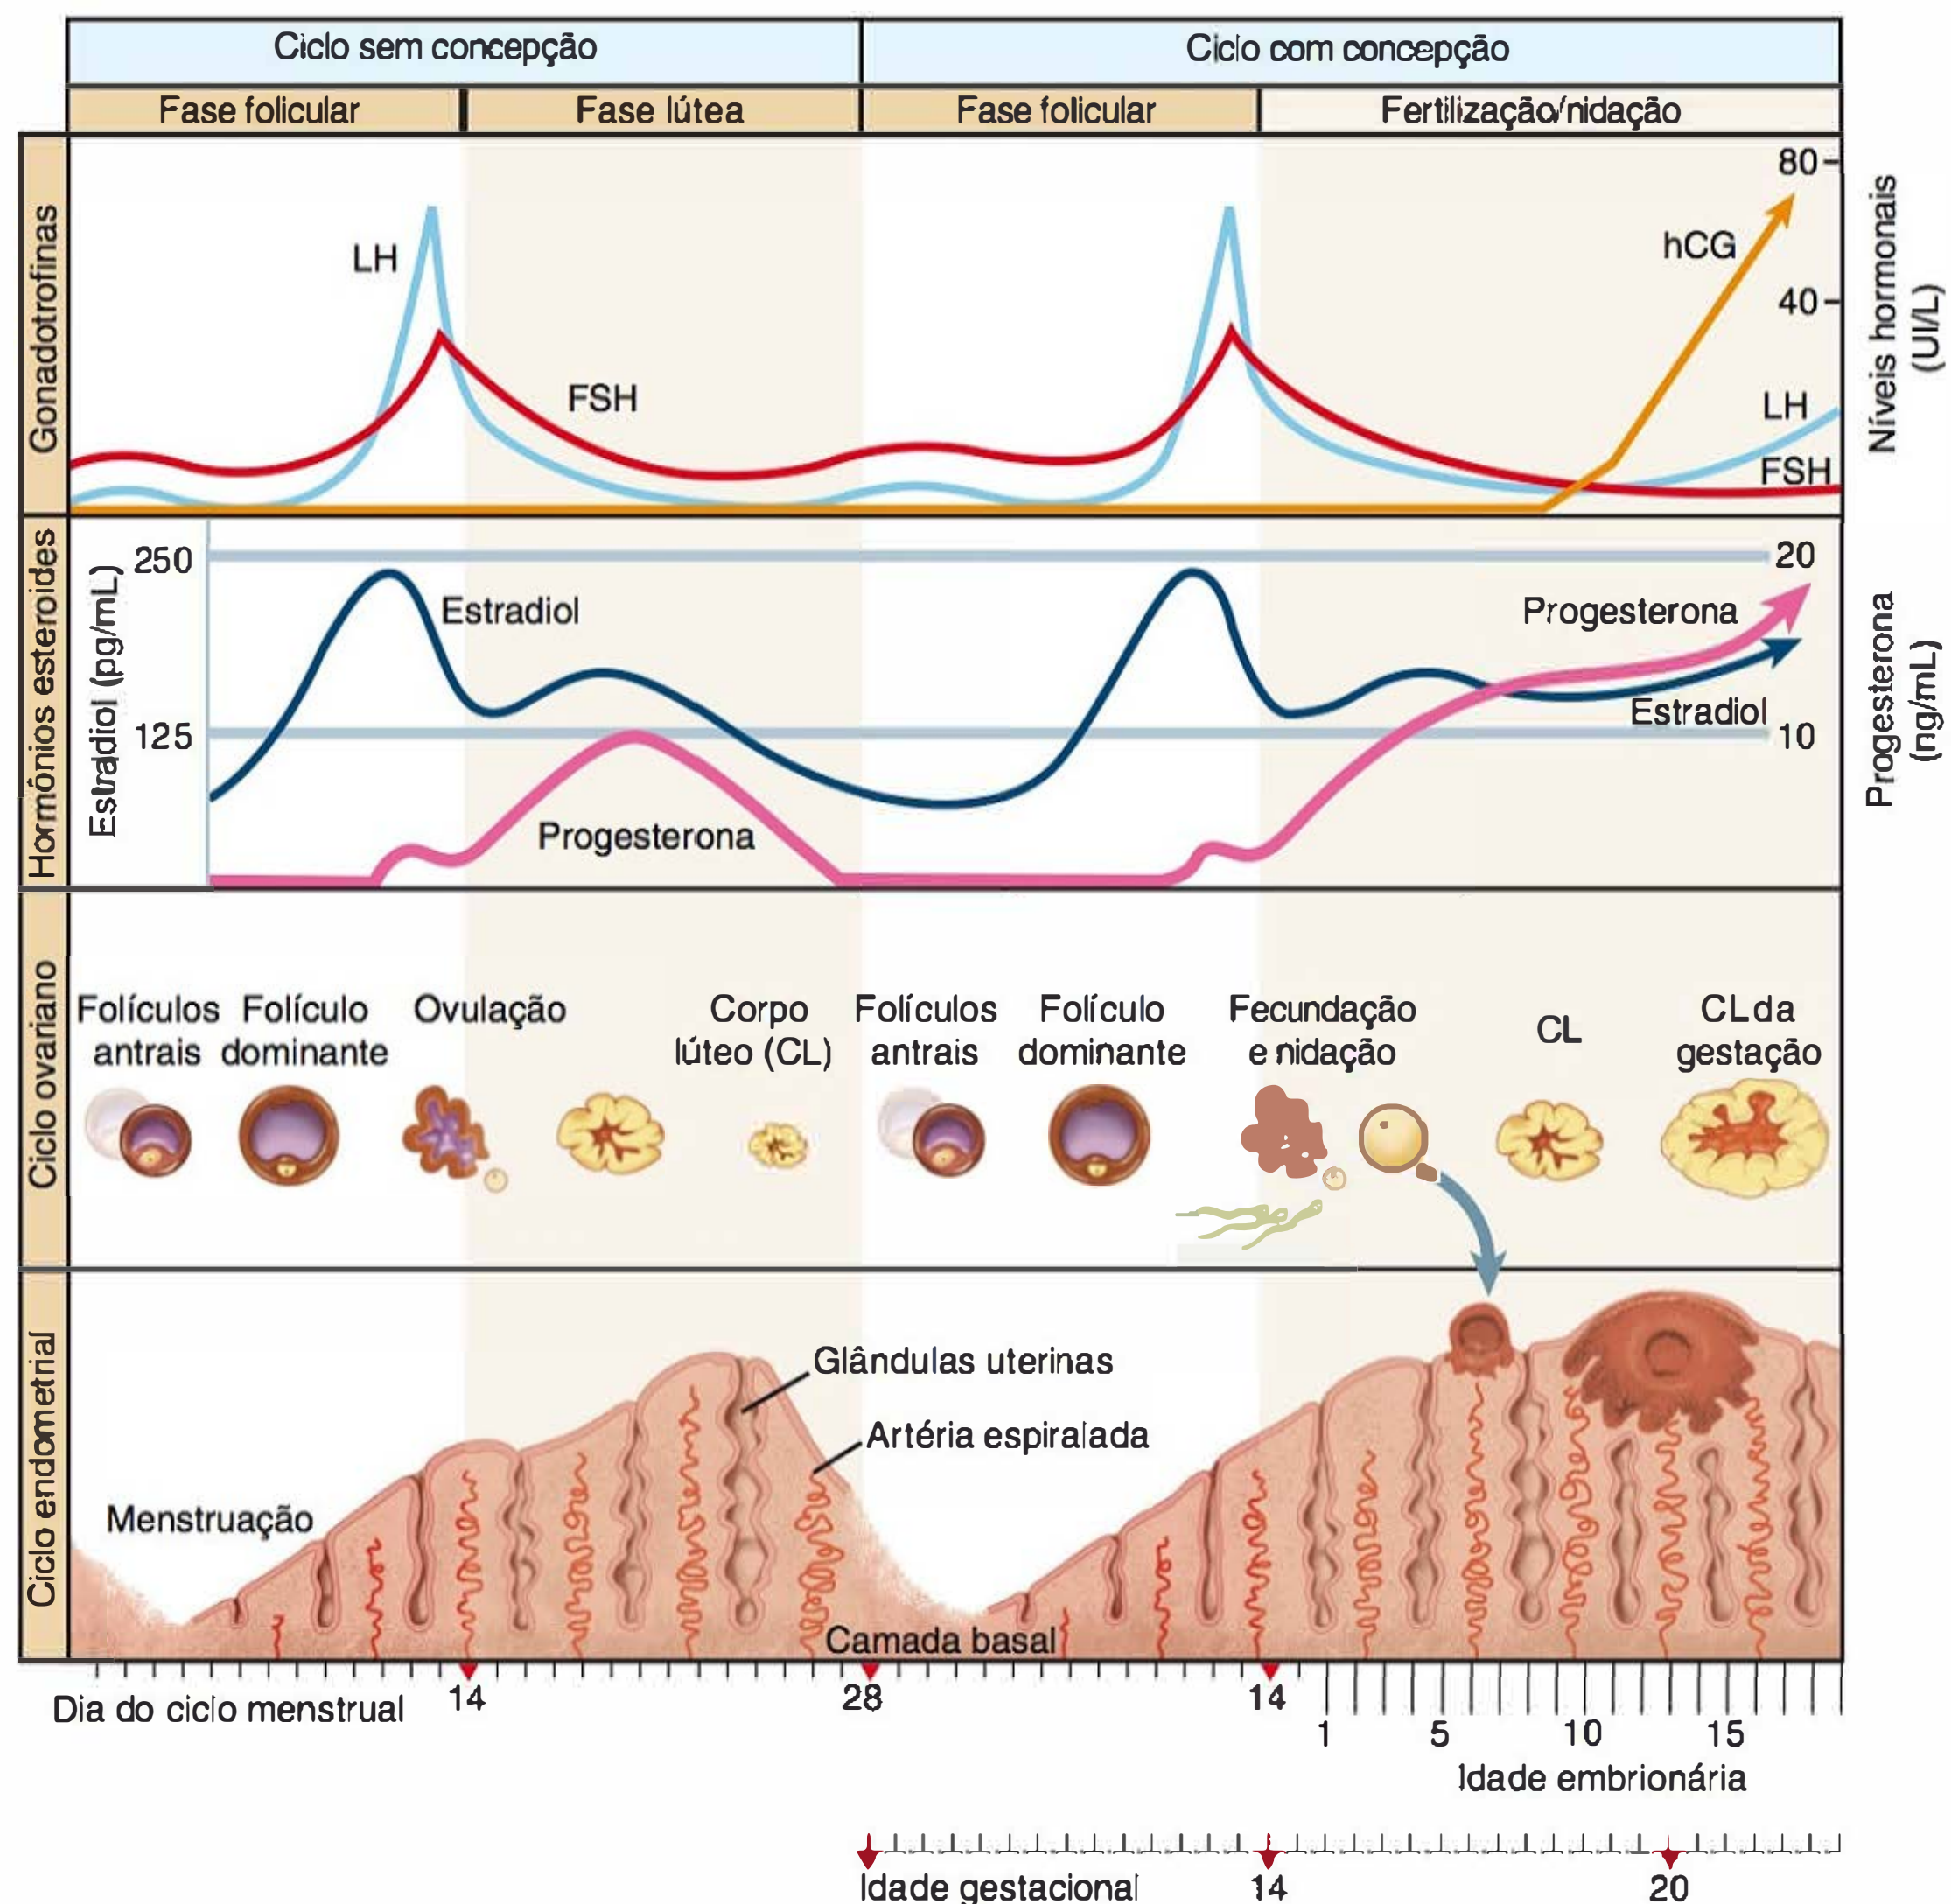 Ciclo sem concepção
Ciclo com concepção
Fase folicular
Fase lútea
Fase folicular
Fertilização/nidação
Gonadotrofinas
LH
FSH
hCG
80
40
LH
FSH
Níveis hormonais
(UI/L)
Hormônios esteroides
Estradiol (pg/mL)
250
125
Estradiol
Progesterona
Progesterona
Estradiol
20
10
Progesterona
(ng/mL)
Ciclo ovariano
Folículos
antrais
Folículo
dominante
Ovulação
Corpo
lúteo (CL)
Folículos
antrais
Folículo
dominante
Fecundação
e nidação
CL
CL da
gestação
Ciclo endometrial
Menstruação
Glândulas uterinas
Artéria espiralada
Camada basal
Dia do ciclo menstrual
14
28
14
1
5
10
15
Idade embrionária
Idade gestacional
14
20